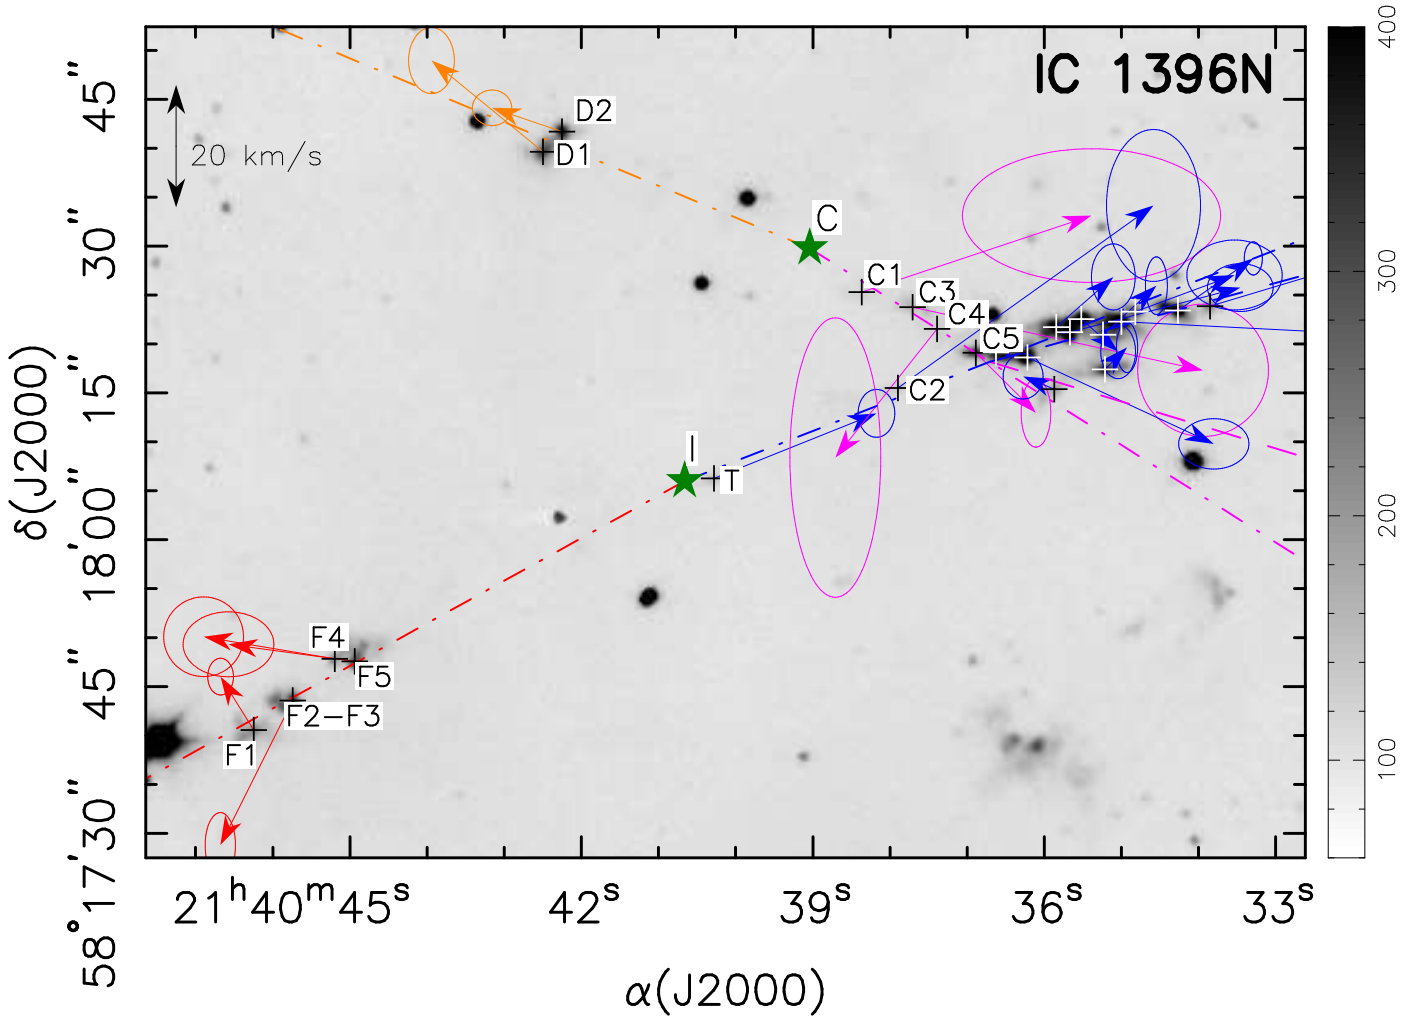 IC 1396N
20 km/s
D2
D1
C
C1
C3
C4
C5
C2
I
T
F4
F5
F2−F3
F1
45″
30″
15″
18′00″
45″
58°17′30″
δ(J2000)
21ʰ40ᵐ45ˢ
42ˢ
39ˢ
36ˢ
33ˢ
α(J2000)
400
300
200
100